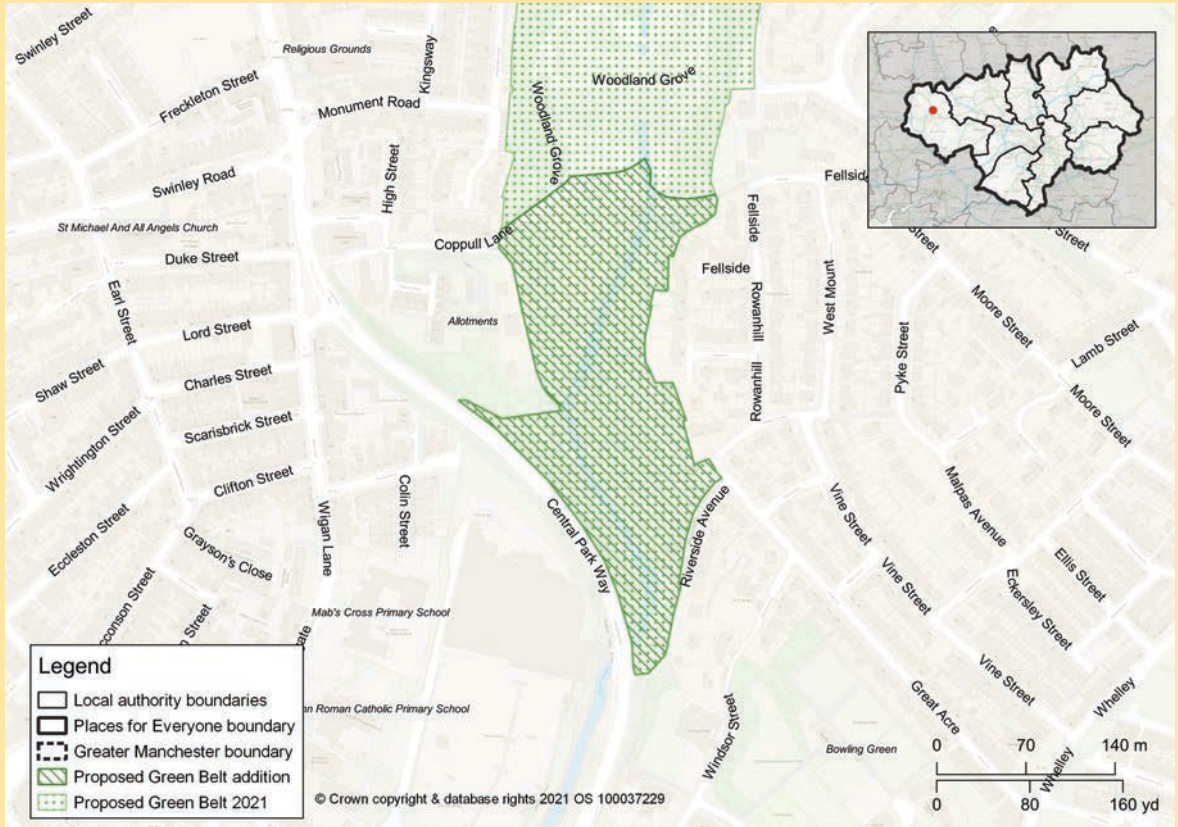 Swinley Street
Religious Grounds
Kingsway
Freckleton Street
Monument Road
Woodland Grove
Woodland Grove
Swinley Road
High Street
St Michael And All Angels Church
Duke Street
Coppull Lane
Earl Street
Lord Street
Allotments
Shaw Street
Charles Street
Scarisbrick Street
Wrightington Street
Clifton Street
Eccleston Street
Wigan Lane
Colin Street
Grayson's Close
Mab's Cross Primary School
Central Park Way
Riverside Avenue
Fellside
Fellside
Fellsid
Rowanhill
Rowanhill
West Mount
Pyke Street
Street
Street
Moore Street
Lamb Street
Moore Street
Malpas Avenue
Vine Street
Vine Street
Ellis Street
Eckersley Street
Vine Street
Great Acre
Whelley
Whelley
Windsor Street
Bowling Green
cconson Street
n Street
ate
on Roman Catholic Primary School
Legend
Local authority boundaries
Places for Everyone boundary
Greater Manchester boundary
Proposed Green Belt addition
Proposed Green Belt 2021
© Crown copyright & database rights 2021 OS 100037229
0 70 140 m
0 80 160 yd